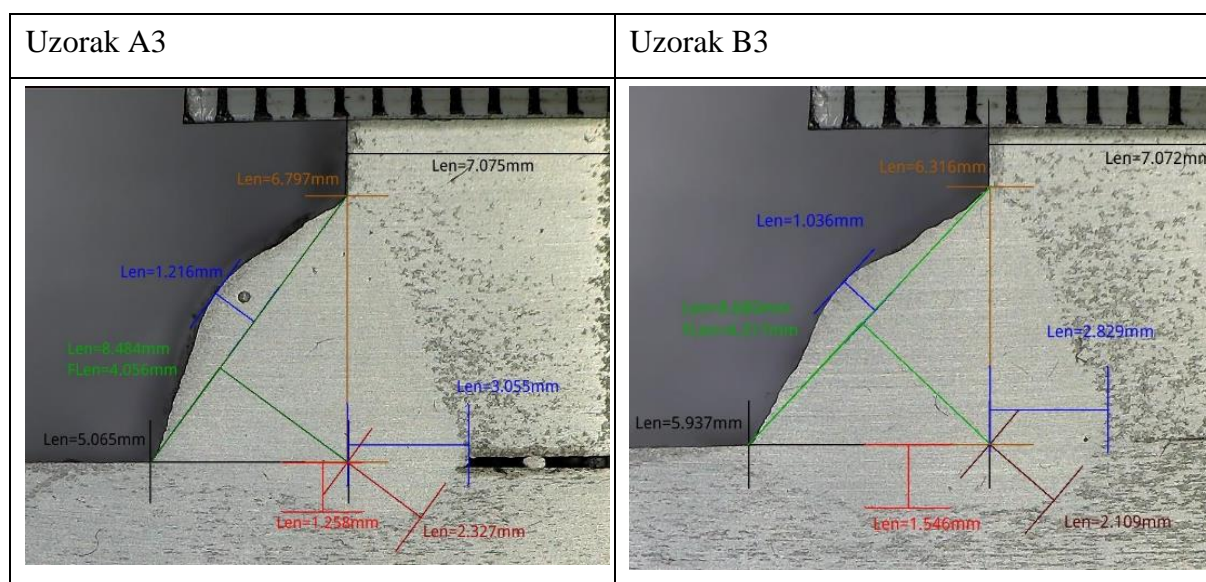 Uzorak A3
Uzorak B3
Len=7.075mm
Len=6.797mm
Len=1.216mm
Len=8.484mm
FLen=4.056mm
Len=3.055mm
Len=5.065mm
Len=1.258mm
Len=2.327mm
Len=7.072mm
Len=6.316mm
Len=1.036mm
Len=2.829mm
Len=5.937mm
Len=1.546mm
Len=2.109mm